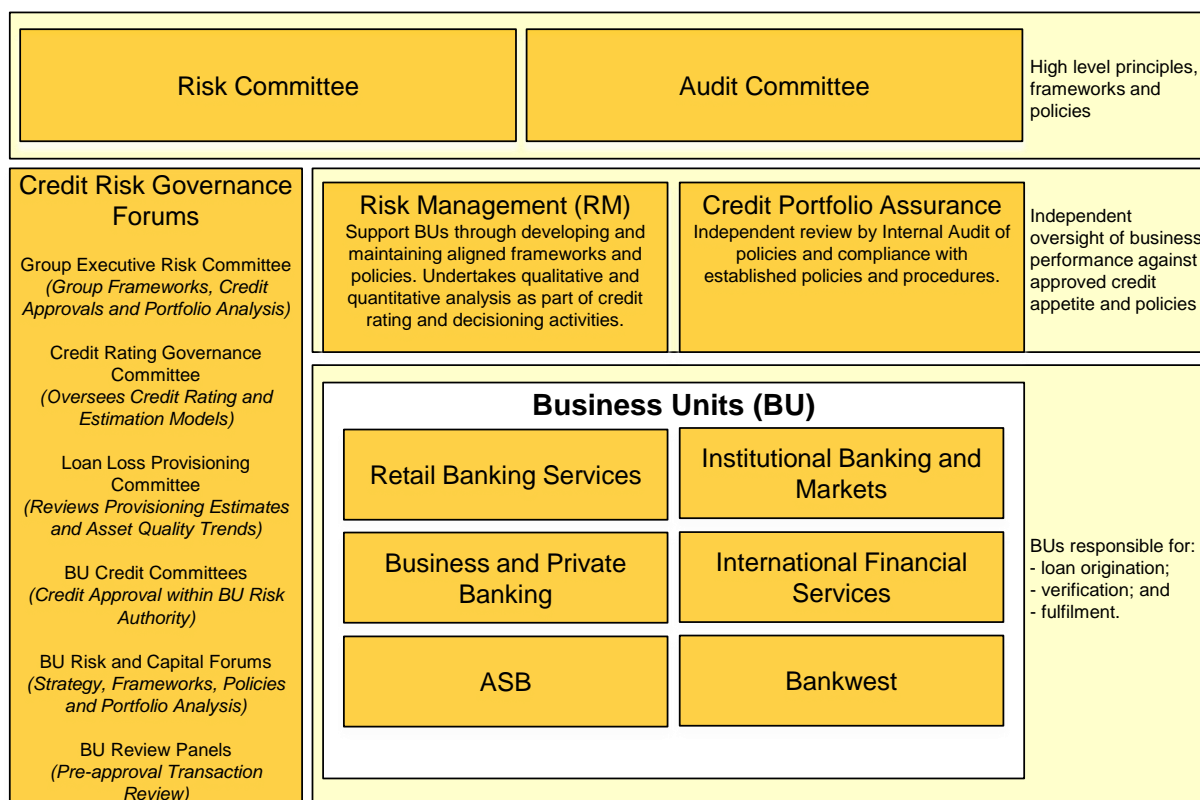 Risk Committee
Audit Committee
High level principles,
frameworks and
policies
Credit Risk Governance
Forums
Group Executive Risk Committee
(Group Frameworks, Credit
Approvals and Portfolio Analysis)
Credit Rating Governance
Committee
(Oversees Credit Rating and
Estimation Models)
Loan Loss Provisioning
Committee
(Reviews Provisioning Estimates
and Asset Quality Trends)
BU Credit Committees
(Credit Approval within BU Risk
Authority)
BU Risk and Capital Forums
(Strategy, Frameworks, Policies
and Portfolio Analysis)
BU Review Panels
(Pre-approval Transaction
Review)
Risk Management (RM)
Support BUs through developing and
maintaining aligned frameworks and
policies. Undertakes qualitative and
quantitative analysis as part of credit
rating and decisioning activities.
Credit Portfolio Assurance
Independent review by Internal Audit of
policies and compliance with
established policies and procedures.
Independent
oversight of business
performance against
approved credit
appetite and policies
Business Units (BU)
Retail Banking Services
Institutional Banking and
Markets
Business and Private
Banking
International Financial
Services
ASB
Bankwest
BUs responsible for:
- loan origination;
- verification; and
- fulfilment.